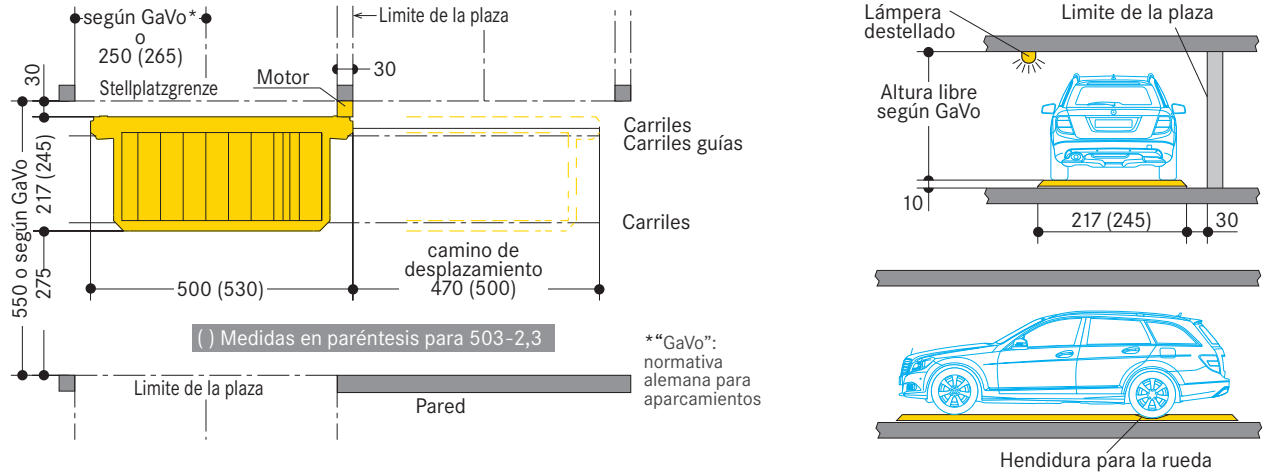 según GaVo*
o
250 (265)
Limite de la plaza
30
30
Stellplatzgrenze
Motor
Carriles
Carriles guías
Carriles
550 o según GaVo
217 (245)
275
camino de
desplazamiento
500 (530)
470 (500)
( ) Medidas en paréntesis para 503-2,3
*“GaVo”:
normativa
alemana para
aparcamientos
Limite de la plaza
Pared
Lámpera
destellado
Limite de la plaza
Altura libre
según GaVo
10
217 (245)
30
Hendidura para la rueda